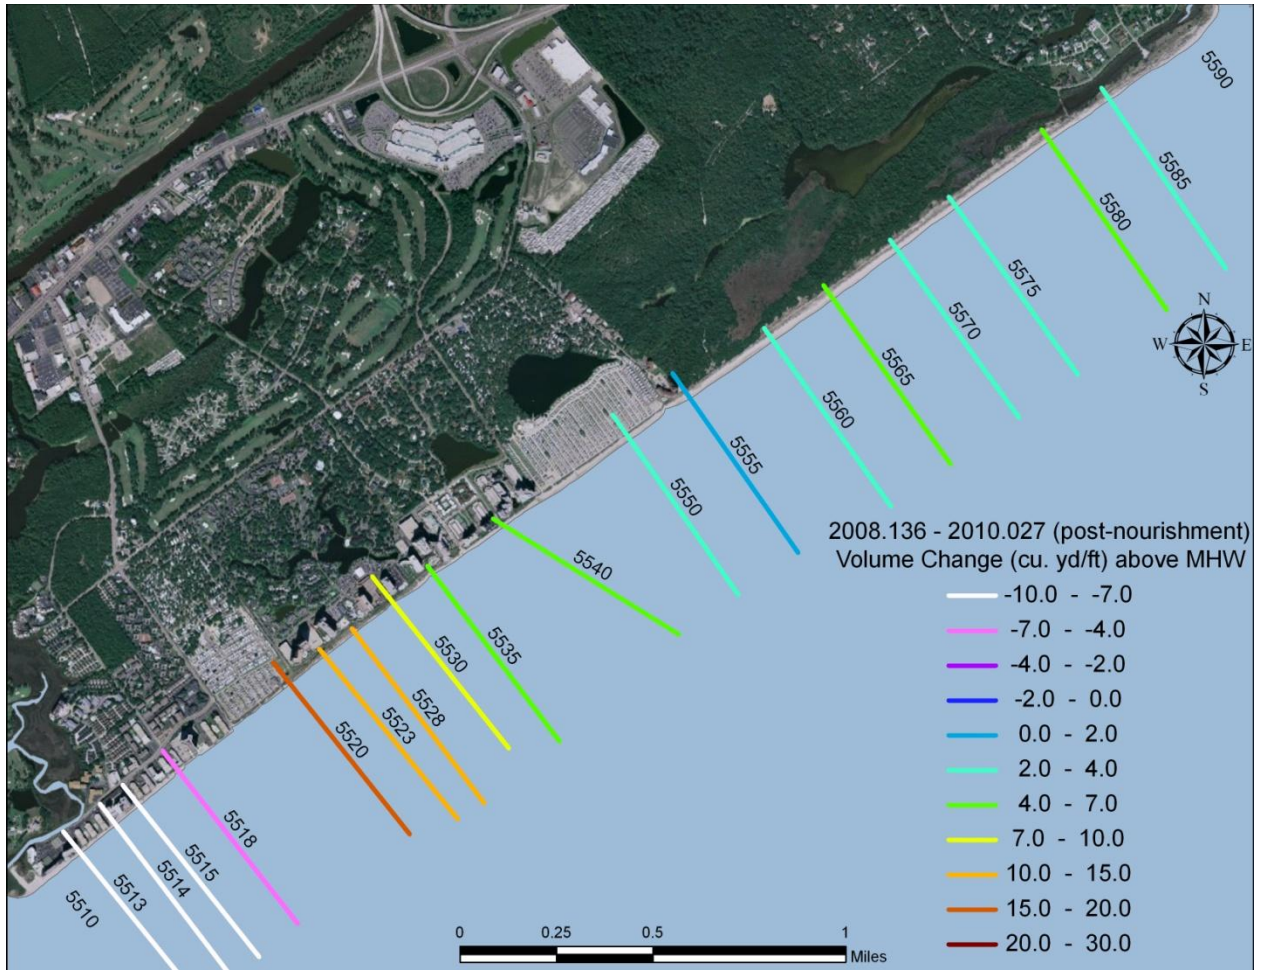 5590
5585
5580
5575
5570
5565
5560
5555
5550
5540
5535
5530
5528
5523
5520
5518
5515
5514
5513
5510
N
W E
S
2008.136 - 2010.027 (post-nourishment)
Volume Change (cu. yd/ft) above MHW
-10.0 - -7.0
-7.0 - -4.0
-4.0 - -2.0
-2.0 - 0.0
0.0 - 2.0
2.0 - 4.0
4.0 - 7.0
7.0 - 10.0
10.0 - 15.0
15.0 - 20.0
20.0 - 30.0
0 0.25 0.5 1
Miles